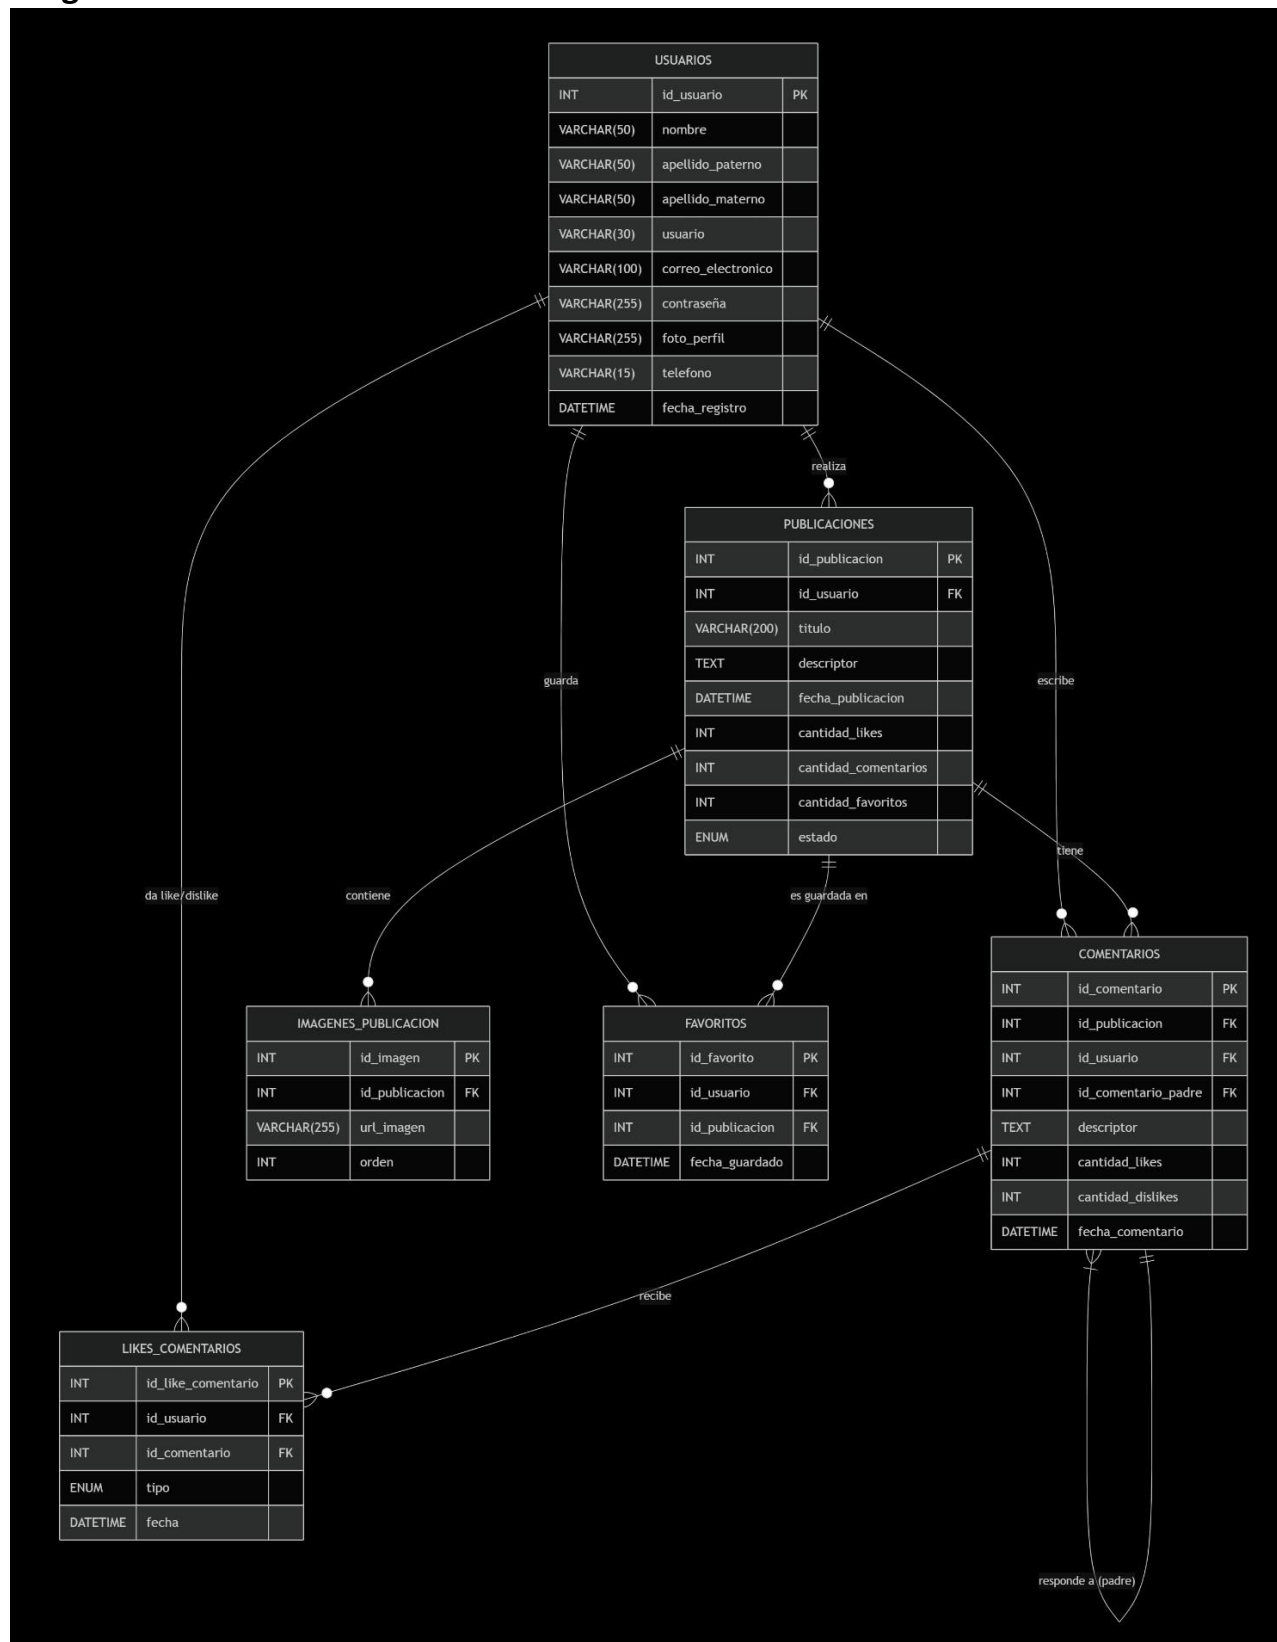 USUARIOS
INT id_usuario PK
VARCHAR(50) nombre
VARCHAR(50) apellido_paterno
VARCHAR(50) apellido_materno
VARCHAR(30) usuario
VARCHAR(100) correo_electronico
VARCHAR(255) contraseña
VARCHAR(255) foto_perfil
VARCHAR(15) telefono
DATETIME fecha_registro
realiza
PUBLICACIONES
INT id_publicacion PK
INT id_usuario FK
VARCHAR(200) titulo
TEXT descriptor
DATETIME fecha_publicacion
INT cantidad_likes
INT cantidad_comentarios
INT cantidad_favoritos
ENUM estado
guarda
escribe
tiene
da like/dislike
contiene
es guardada en
COMENTARIOS
INT id_comentario PK
INT id_publicacion FK
INT id_usuario FK
INT id_comentario_padre FK
TEXT descriptor
INT cantidad_likes
INT cantidad_dislikes
DATETIME fecha_comentario
IMAGENES_PUBLICACION
INT id_imagen PK
INT id_publicacion FK
VARCHAR(255) url_imagen
INT orden
FAVORITOS
INT id_favorito PK
INT id_usuario FK
INT id_publicacion FK
DATETIME fecha_guardado
recibe
LIKES_COMENTARIOS
INT id_like_comentario PK
INT id_usuario FK
INT id_comentario FK
ENUM tipo
DATETIME fecha
responde a (padre)